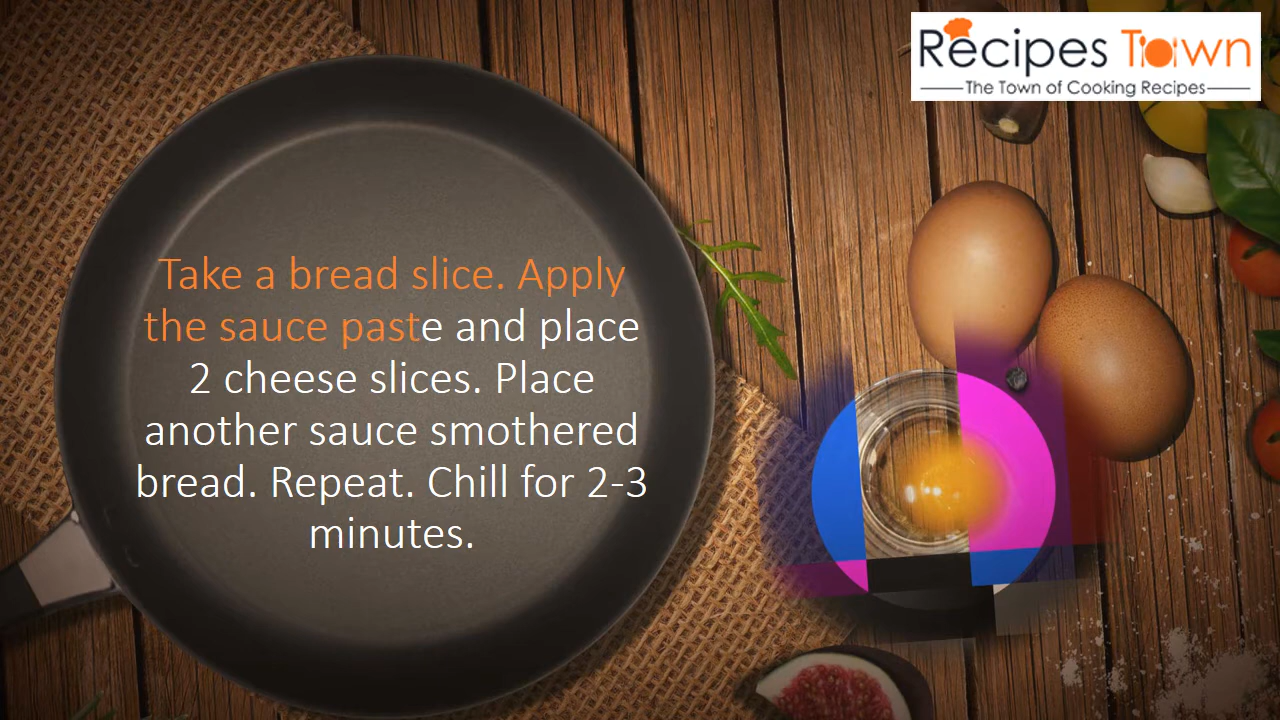 Recipes Town
The Town of Cooking Recipes
Take a bread slice. Apply
the sauce paste and place
2 cheese slices. Place
another sauce smothered
bread. Repeat. Chill for 2-3
minutes.